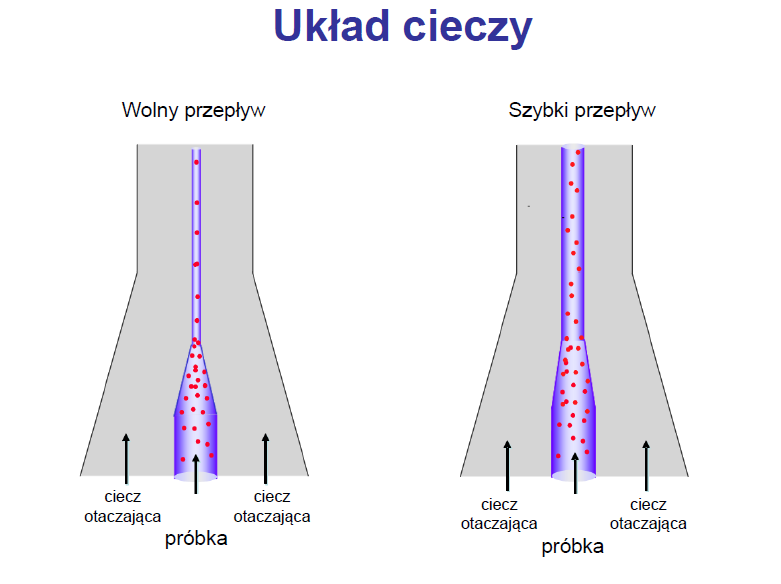 Układ cieczy
Wolny przepływ
Szybki przepływ
ciecz
otaczająca
ciecz
otaczająca
próbka
ciecz
otaczająca
ciecz
otaczająca
próbka